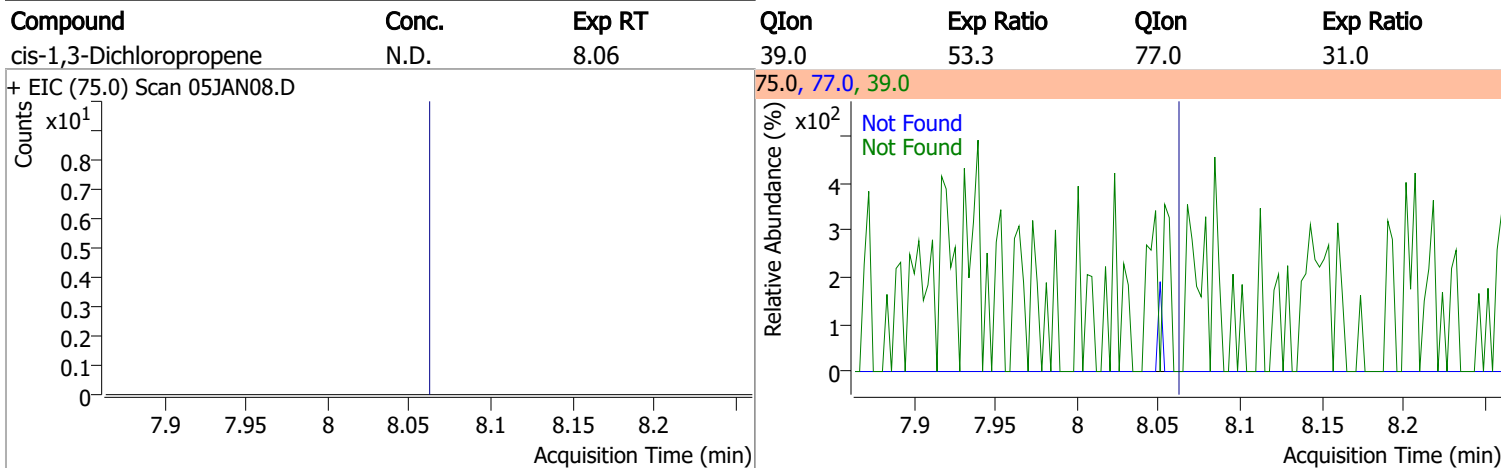 Compound Conc. Exp RT QIon Exp Ratio QIon Exp Ratio
cis-1,3-Dichloropropene N.D. 8.06 39.0 53.3 77.0 31.0
+ EIC (75.0) Scan 05JAN08.D
Counts
x10¹
0.8
0.7
0.6
0.5
0.4
0.3
0.2
0.1
0
7.9 7.95 8 8.05 8.1 8.15 8.2
Acquisition Time (min)
75.0, 77.0, 39.0
Relative Abundance (%)
x10²
Not Found
Not Found
4
3
2
1
0
7.9 7.95 8 8.05 8.1 8.15 8.2
Acquisition Time (min)